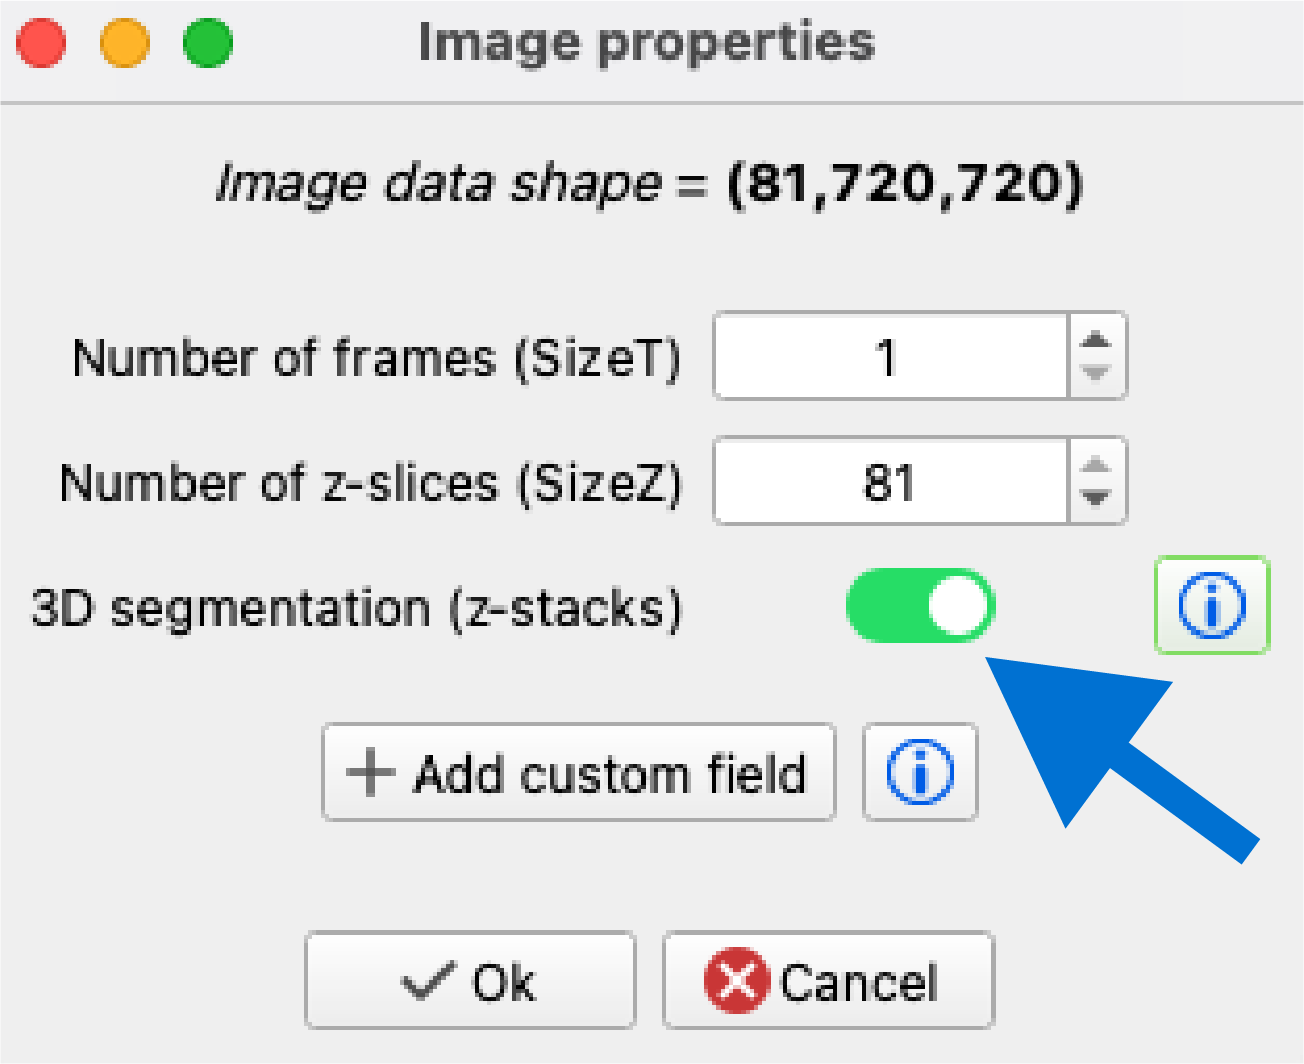 Image properties
Image data shape = (81,720,720)
Number of frames (SizeT) 1
Number of z-slices (SizeZ) 81
3D segmentation (z-stacks)
Add custom field
Ok Cancel